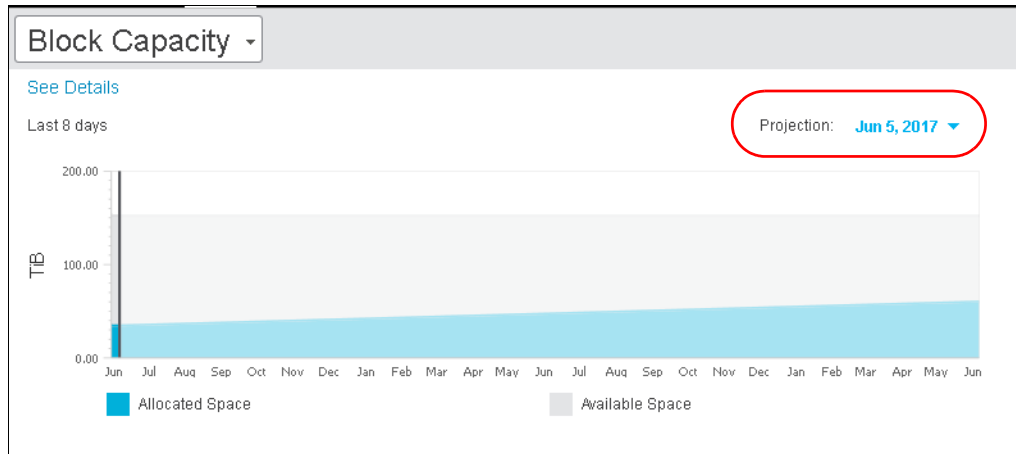 Block Capacity
See Details
Last 8 days
Projection: Jun 5, 2017
200.00
TiB
100.00
0.00
Jun Jul Aug Sep Oct Nov Dec Jan Feb Mar Apr May Jun Jul Aug Sep Oct Nov Dec Jan Feb Mar Apr May Jun
Allocated Space Available Space